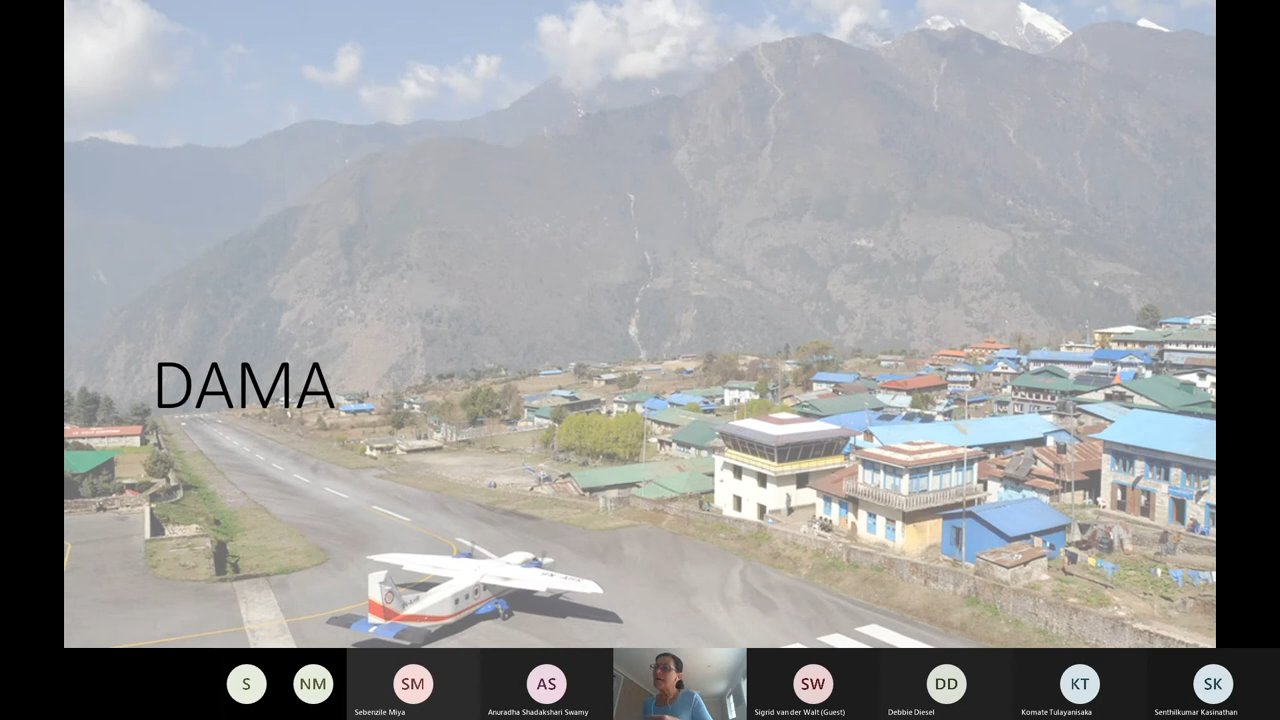 DAMA
S
NM
SM
AS
SW
DD
KT
SK
Sebenzile Miya
Anuradha Shadakshari Swamy
Sigrid van der Walt (Guest)
Debbie Diesel
Komate Tulayanisaka
Senthilkumar Kasinathan